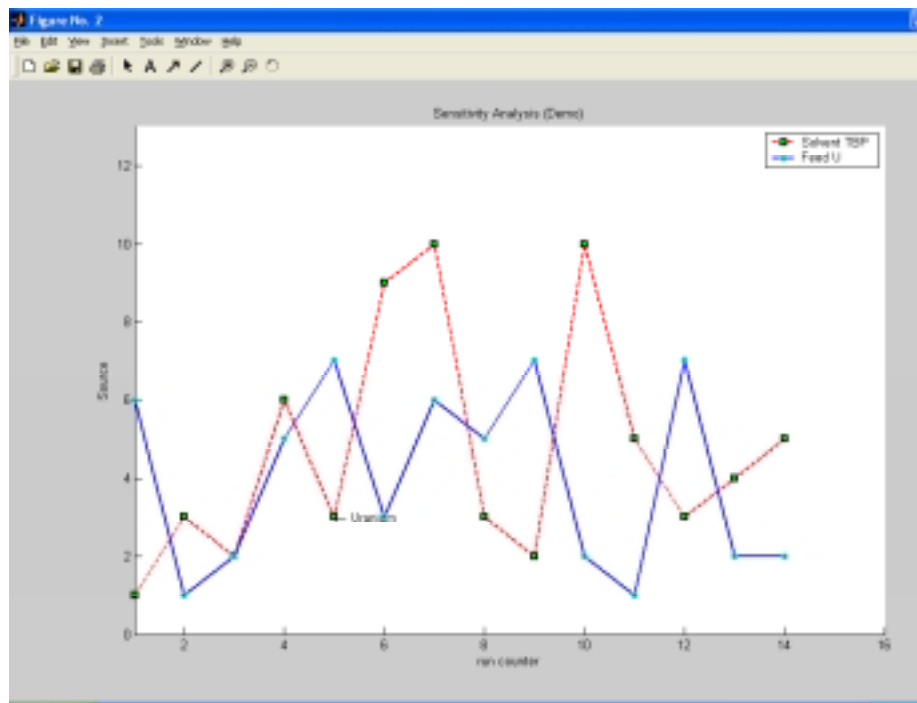 Figure No. 2
File Edit View Insert Tools Window Help
Sensitivity Analysis (Demo)
Solvent TBP
Feed U
12
10
8
6
4
2
0
Source
← Uranium
2 4 6 8 10 12 14 16
run counter